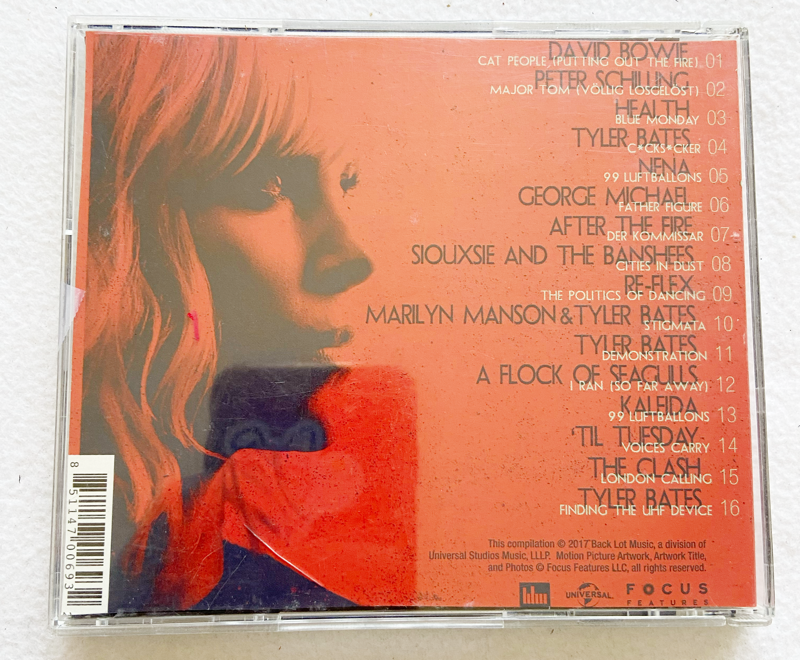 DAVID BOWIE
CAT PEOPLE (PUTTING OUT THE FIRE) 01
PETER SCHILLING
MAJOR TOM (VÖLLIG LOSGELÖST) 02
HEALTH
BLUE MONDAY 03
TYLER BATES
C*CKS*CKER 04
NENA
99 LUFTBALLONS 05
GEORGE MICHAEL
FATHER FIGURE 06
AFTER THE FIRE
DER KOMMISSAR 07
SIOUXSIE AND THE BANSHEES
CITIES IN DUST 08
RE-FLEX
THE POLITICS OF DANCING 09
MARILYN MANSON & TYLER BATES
STIGMATA 10
TYLER BATES
DEMONSTRATION 11
A FLOCK OF SEAGULLS
I RAN (SO FAR AWAY) 12
KALEIDA
99 LUFTBALLONS 13
'TIL TUESDAY
VOICES CARRY 14
THE CLASH
LONDON CALLING 15
TYLER BATES
FINDING THE UHF DEVICE 16
This compilation © 2017 Back Lot Music, a division of
Universal Studios Music, LLLP. Motion Picture Artwork, Artwork Title,
and Photos © Focus Features LLC, all rights reserved.
blm UNIVERSAL FOCUS
FEATURES
8 51147 00693